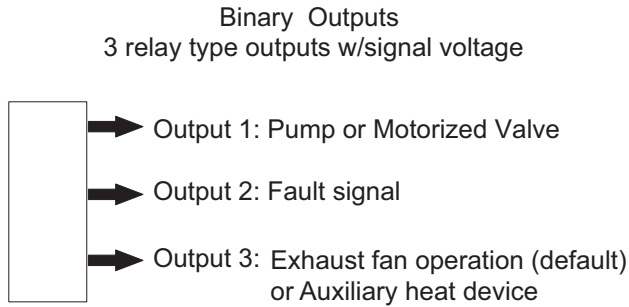 Binary Outputs
3 relay type outputs w/signal voltage
Output 1: Pump or Motorized Valve
Output 2: Fault signal
Output 3: Exhaust fan operation (default)
or Auxiliary heat device